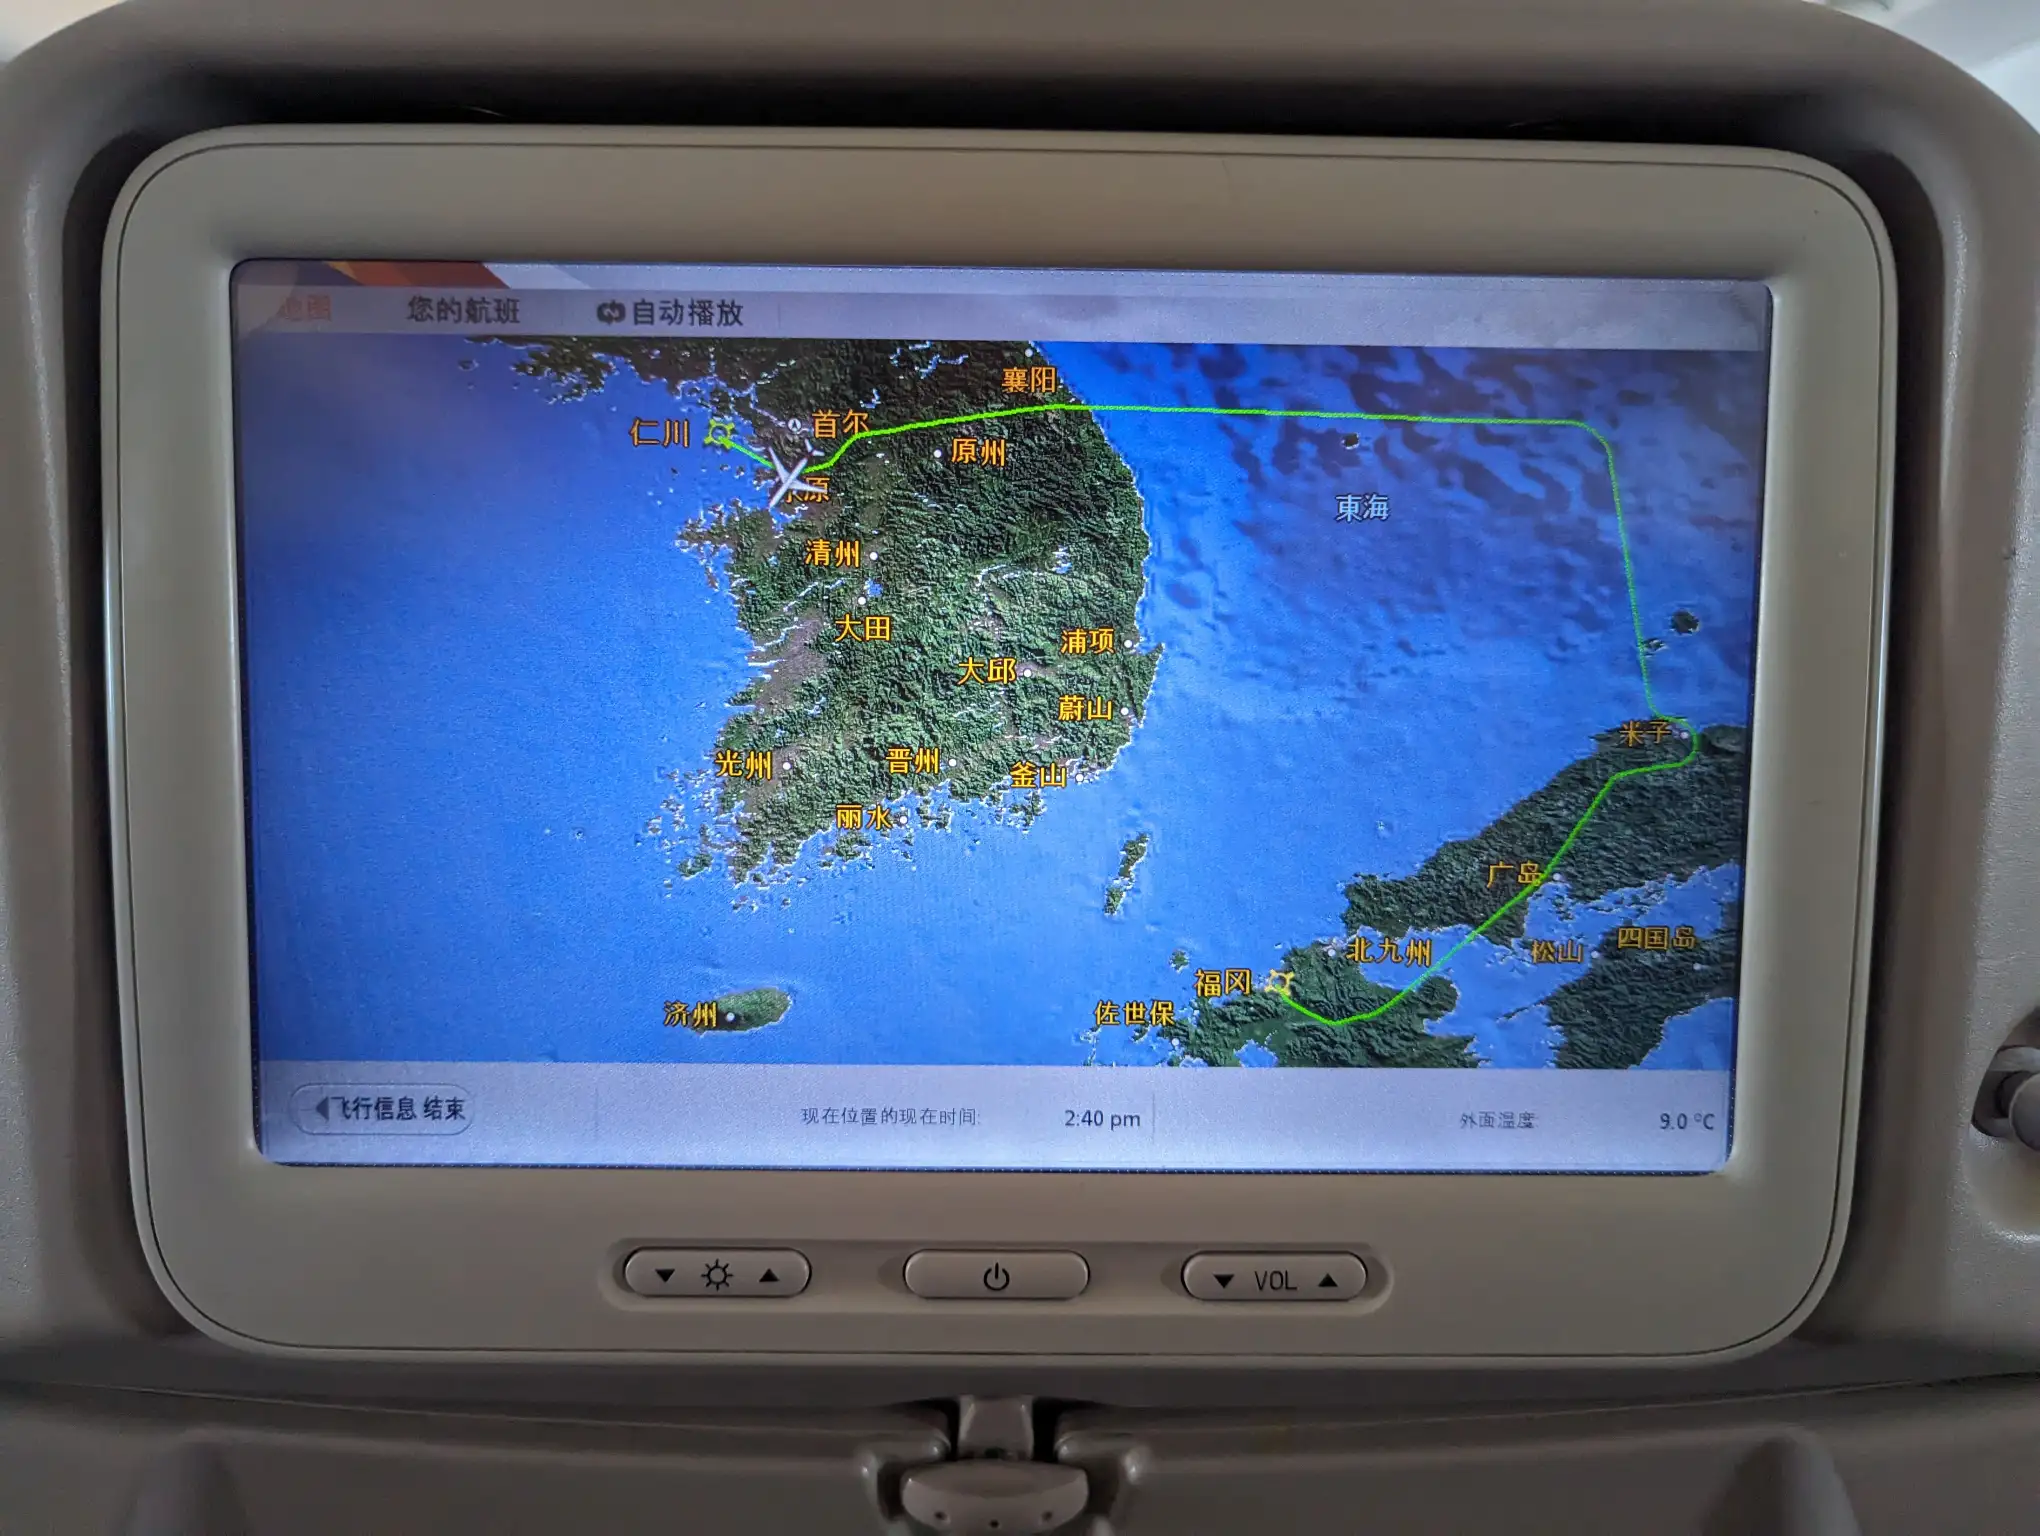 地图 您的航班 自动播放
襄阳
仁川 首尔
原州
原
東海
清州
大田
浦项
大邱
蔚山
米子
光州 晋州 釜山
丽水
广岛
北九州 松山 四国岛
福冈
济州 佐世保
飞行信息 结束 现在位置的现在时间: 2:40 pm 外面温度: 9.0 °C
VOL